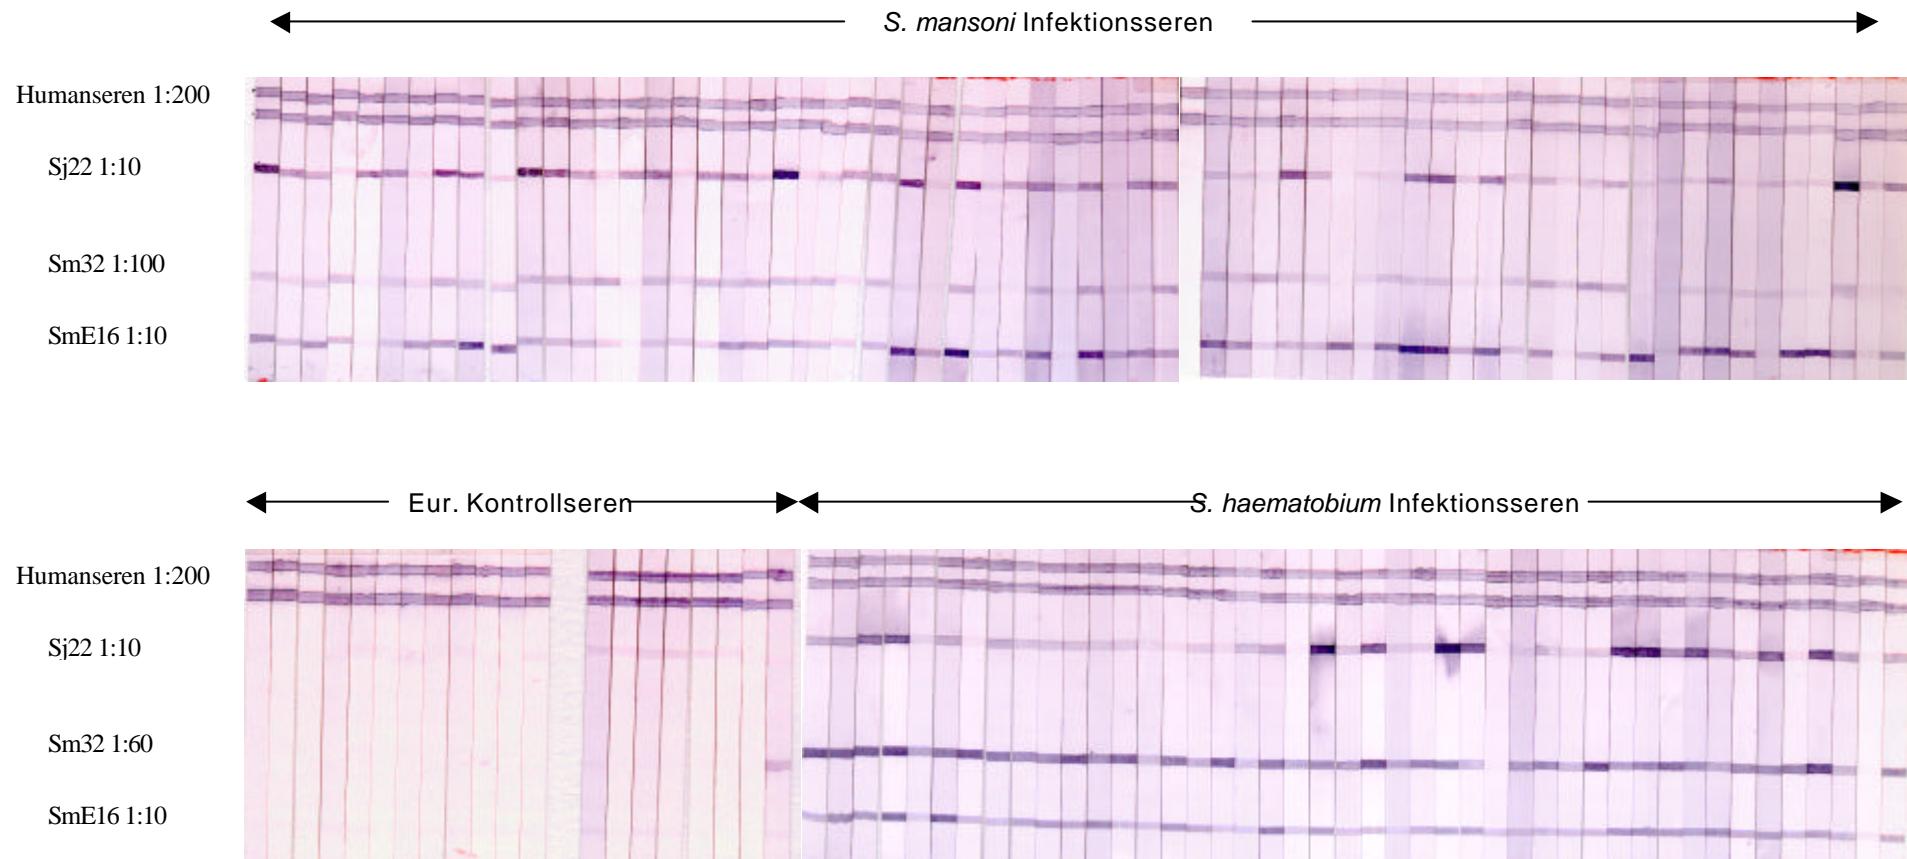 S. mansoni Infektionsseren
Humanseren 1:200
Sj22 1:10
Sm32 1:100
SmE16 1:10
Eur. Kontrollseren
S. haematobium Infektionsseren
Humanseren 1:200
Sj22 1:10
Sm32 1:60
SmE16 1:10